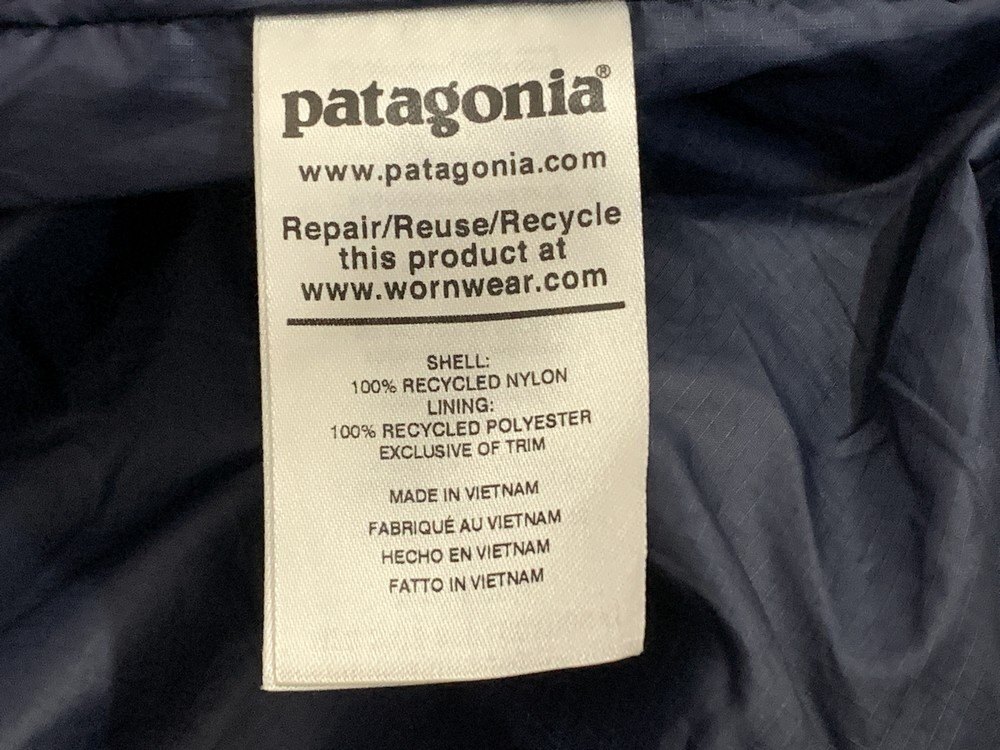 patagonia®
www.patagonia.com
Repair/Reuse/Recycle
this product at
www.wornwear.com
SHELL:
100% RECYCLED NYLON
LINING:
100% RECYCLED POLYESTER
EXCLUSIVE OF TRIM
MADE IN VIETNAM
FABRIQUÉ AU VIETNAM
HECHO EN VIETNAM
FATTO IN VIETNAM